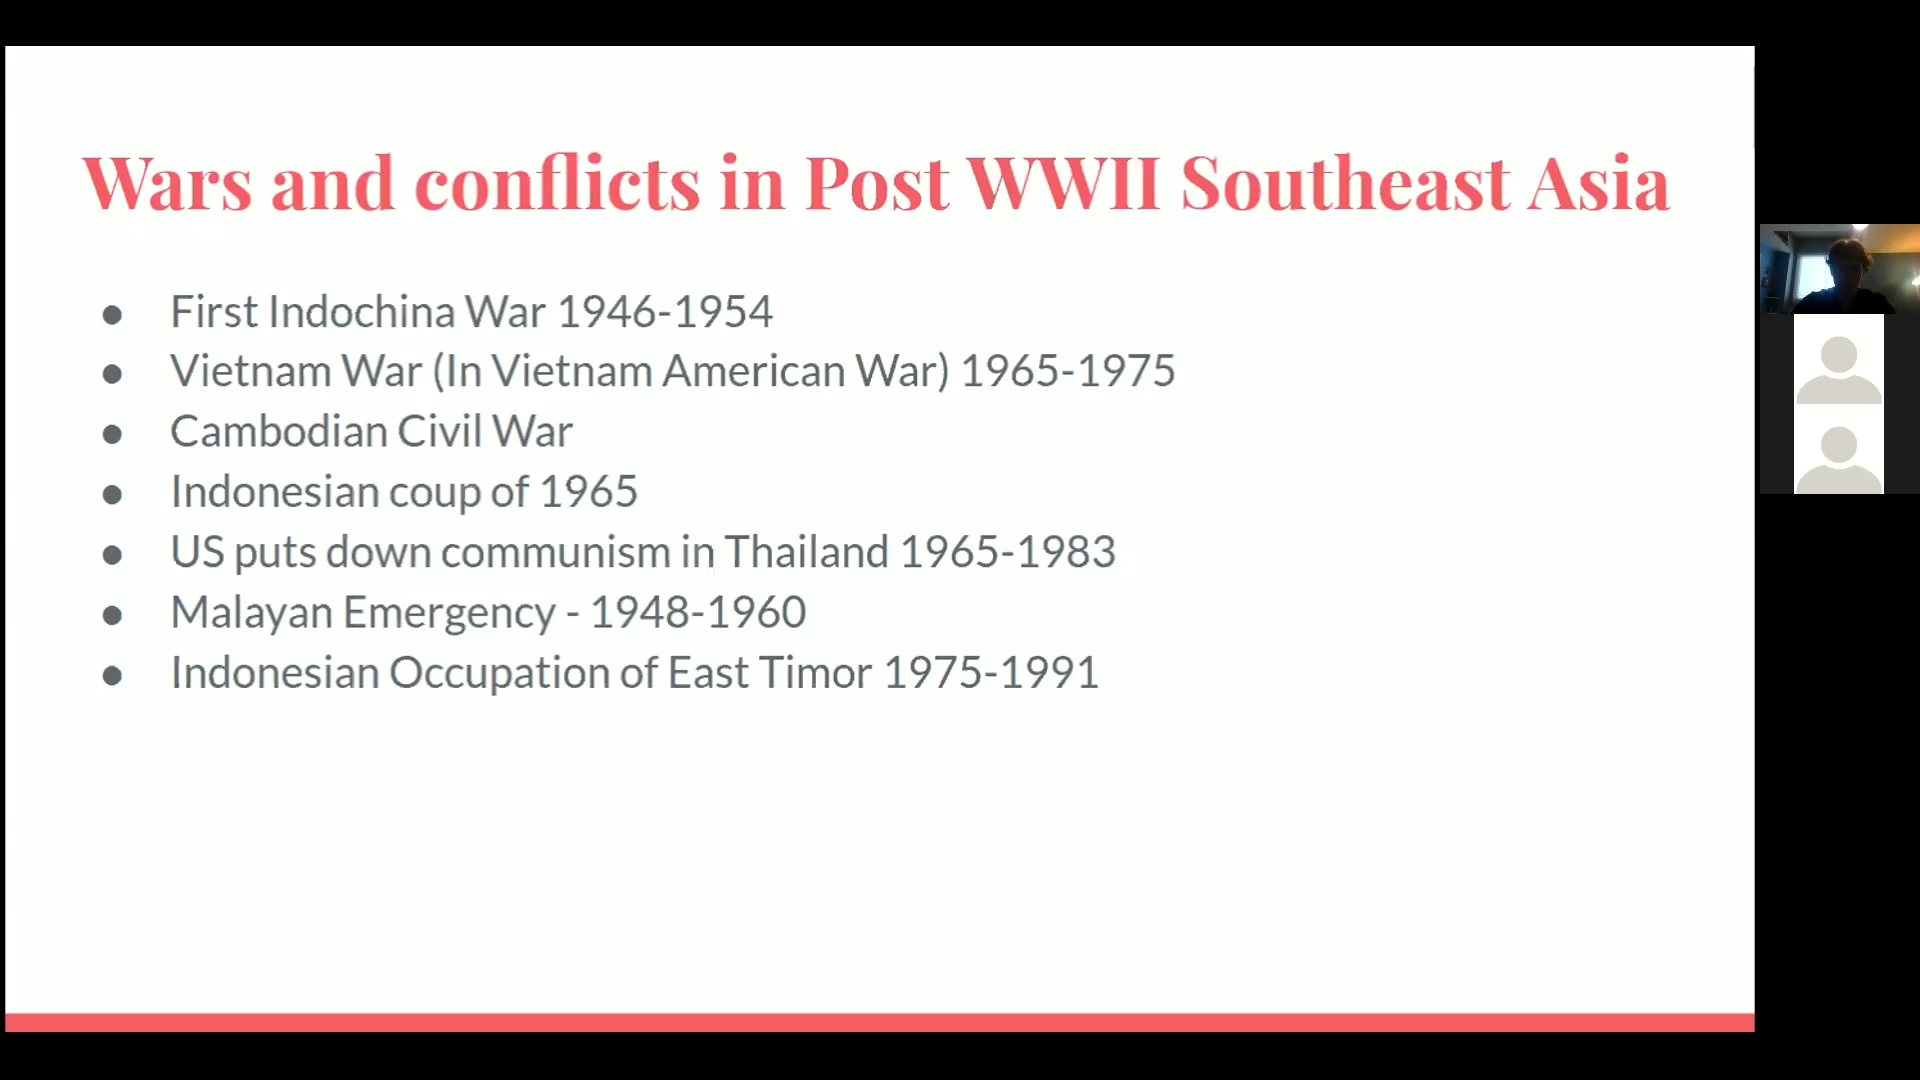 Wars and conflicts in Post WWII Southeast Asia
● First Indochina War 1946-1954
● Vietnam War (In Vietnam American War) 1965-1975
● Cambodian Civil War
● Indonesian coup of 1965
● US puts down communism in Thailand 1965-1983
● Malayan Emergency - 1948-1960
● Indonesian Occupation of East Timor 1975-1991